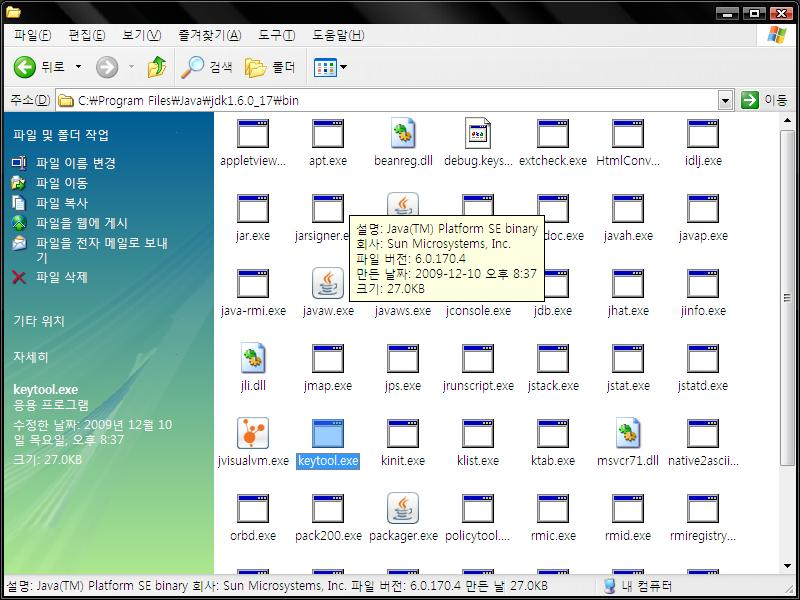 파일(F) 편집(E) 보기(V) 즐겨찾기(A) 도구(T) 도움말(H)
뒤로 검색 폴더
주소(D) C:₩Program Files₩Java₩jdk1.6.0_17₩bin 이동
파일 및 폴더 작업
파일 이름 변경
파일 이동
파일 복사
파일을 웹에 게시
파일을 전자 메일로 보내
기
파일 삭제
기타 위치
자세히
keytool.exe
응용 프로그램
수정한 날짜: 2009년 12월 10
일 목요일, 오후 8:37
크기: 27.0KB
appletview... apt.exe beanreg.dll debug.keys... extcheck.exe HtmlConv... idlj.exe
jar.exe jarsigner.e doc.exe javah.exe javap.exe
설명: Java(TM) Platform SE binary
회사: Sun Microsystems, Inc.
파일 버전: 6.0.170.4
만든 날짜: 2009-12-10 오후 8:37
크기: 27.0KB
java-rmi.exe javaw.exe javaws.exe jconsole.exe jdb.exe jhat.exe jinfo.exe
jli.dll jmap.exe jps.exe jrunscript.exe jstack.exe jstat.exe jstatd.exe
jvisualvm.exe keytool.exe kinit.exe klist.exe ktab.exe msvcr71.dll native2ascii...
orbd.exe pack200.exe packager.exe policytool.... rmic.exe rmid.exe rmiregistry...
설명: Java(TM) Platform SE binary 회사: Sun Microsystems, Inc. 파일 버전: 6.0.170.4 만든 날 27.0KB 내 컴퓨터